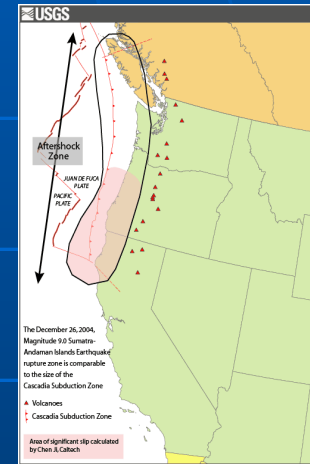 USGS
Aftershock
Zone
JUAN DE FUCA
PLATE
PACIFIC
PLATE
The December 26, 2004,
Magnitude 9.0 Sumatra-
Andaman Islands Earthquake
rupture zone is comparable
to the size of the
Cascadia Subduction Zone
Volcanoes
Cascadia Subduction Zone
Area of significant slip calculated
by Chen Ji, Caltech